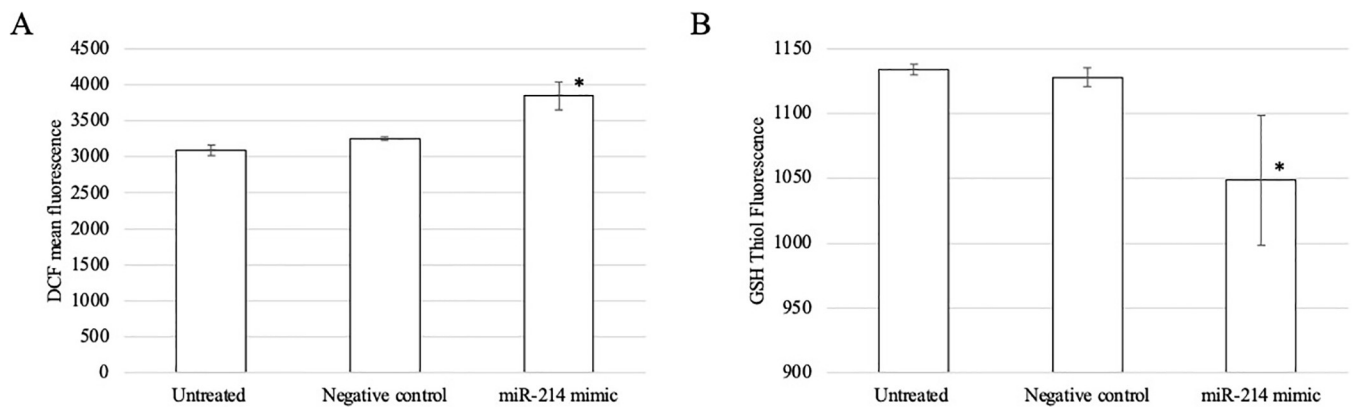 A
DCF mean fluorescence
4500
4000
3500
3000
2500
2000
1500
1000
500
0
*
Untreated
Negative control
miR-214 mimic
B
GSH Thiol Fluorescence
1150
1100
1050
1000
950
900
*
Untreated
Negative control
miR-214 mimic